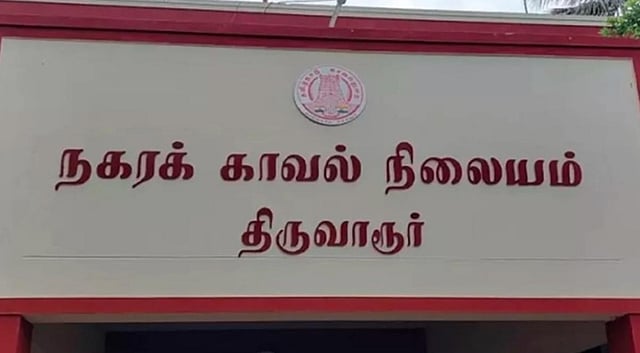 நகரக் காவல் நிலையம்
திருவாரூர்